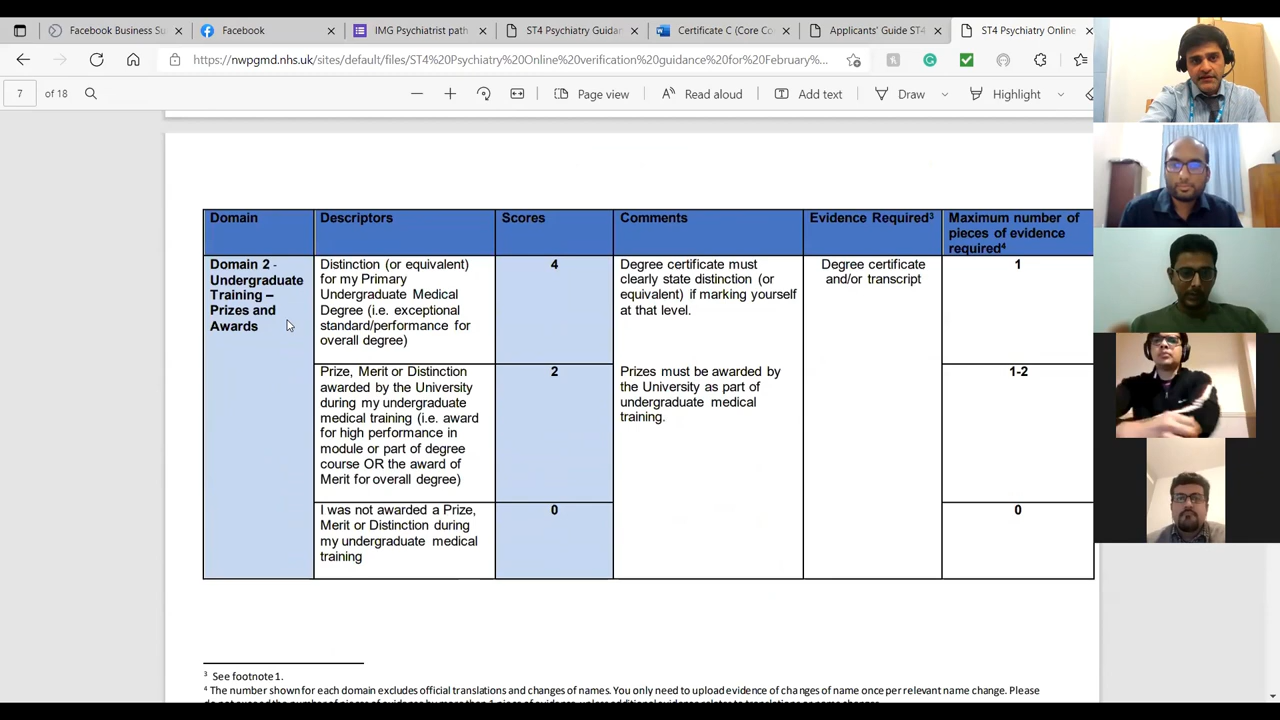 Facebook Business Su
Facebook
IMG Psychiatrist path
ST4 Psychiatry Guidan
Certificate C (Core Co
Applicants' Guide ST4
ST4 Psychiatry Online
https://nwpgmd.nhs.uk/sites/default/files/ST4%20Psychiatry%20Online%20verification%20guidance%20for%20February%...
7 of 18
Page view
Read aloud
Add text
Draw
Highlight
Domain
Descriptors
Scores
Comments
Evidence Required³
Maximum number of
pieces of evidence
required⁴
Domain 2 -
Undergraduate
Training –
Prizes and
Awards
Distinction (or equivalent)
for my Primary
Undergraduate Medical
Degree (i.e. exceptional
standard/performance for
overall degree)
4
Degree certificate must
clearly state distinction (or
equivalent) if marking yourself
at that level.
Degree certificate
and/or transcript
1
Prize, Merit or Distinction
awarded by the University
during my undergraduate
medical training (i.e. award
for high performance in
module or part of degree
course OR the award of
Merit for overall degree)
2
Prizes must be awarded by
the University as part of
undergraduate medical
training.
1-2
I was not awarded a Prize,
Merit or Distinction during
my undergraduate medical
training
0
0
³ See footnote 1.
⁴ The number shown for each domain excludes official translations and changes of names. You only need to upload evidence of changes of name once per relevant name change. Please